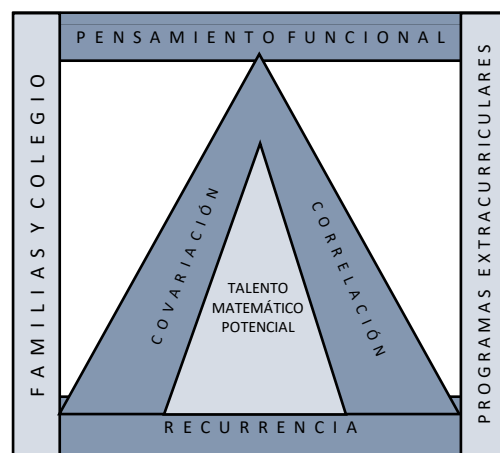 PENSAMIENTO FUNCIONAL
FAMILIAS Y COLEGIO
COVARIACIÓN
CORRELACIÓN
TALENTO
MATEMÁTICO
POTENCIAL
PROGRAMAS EXTRACURRICULARES
RECURRENCIA